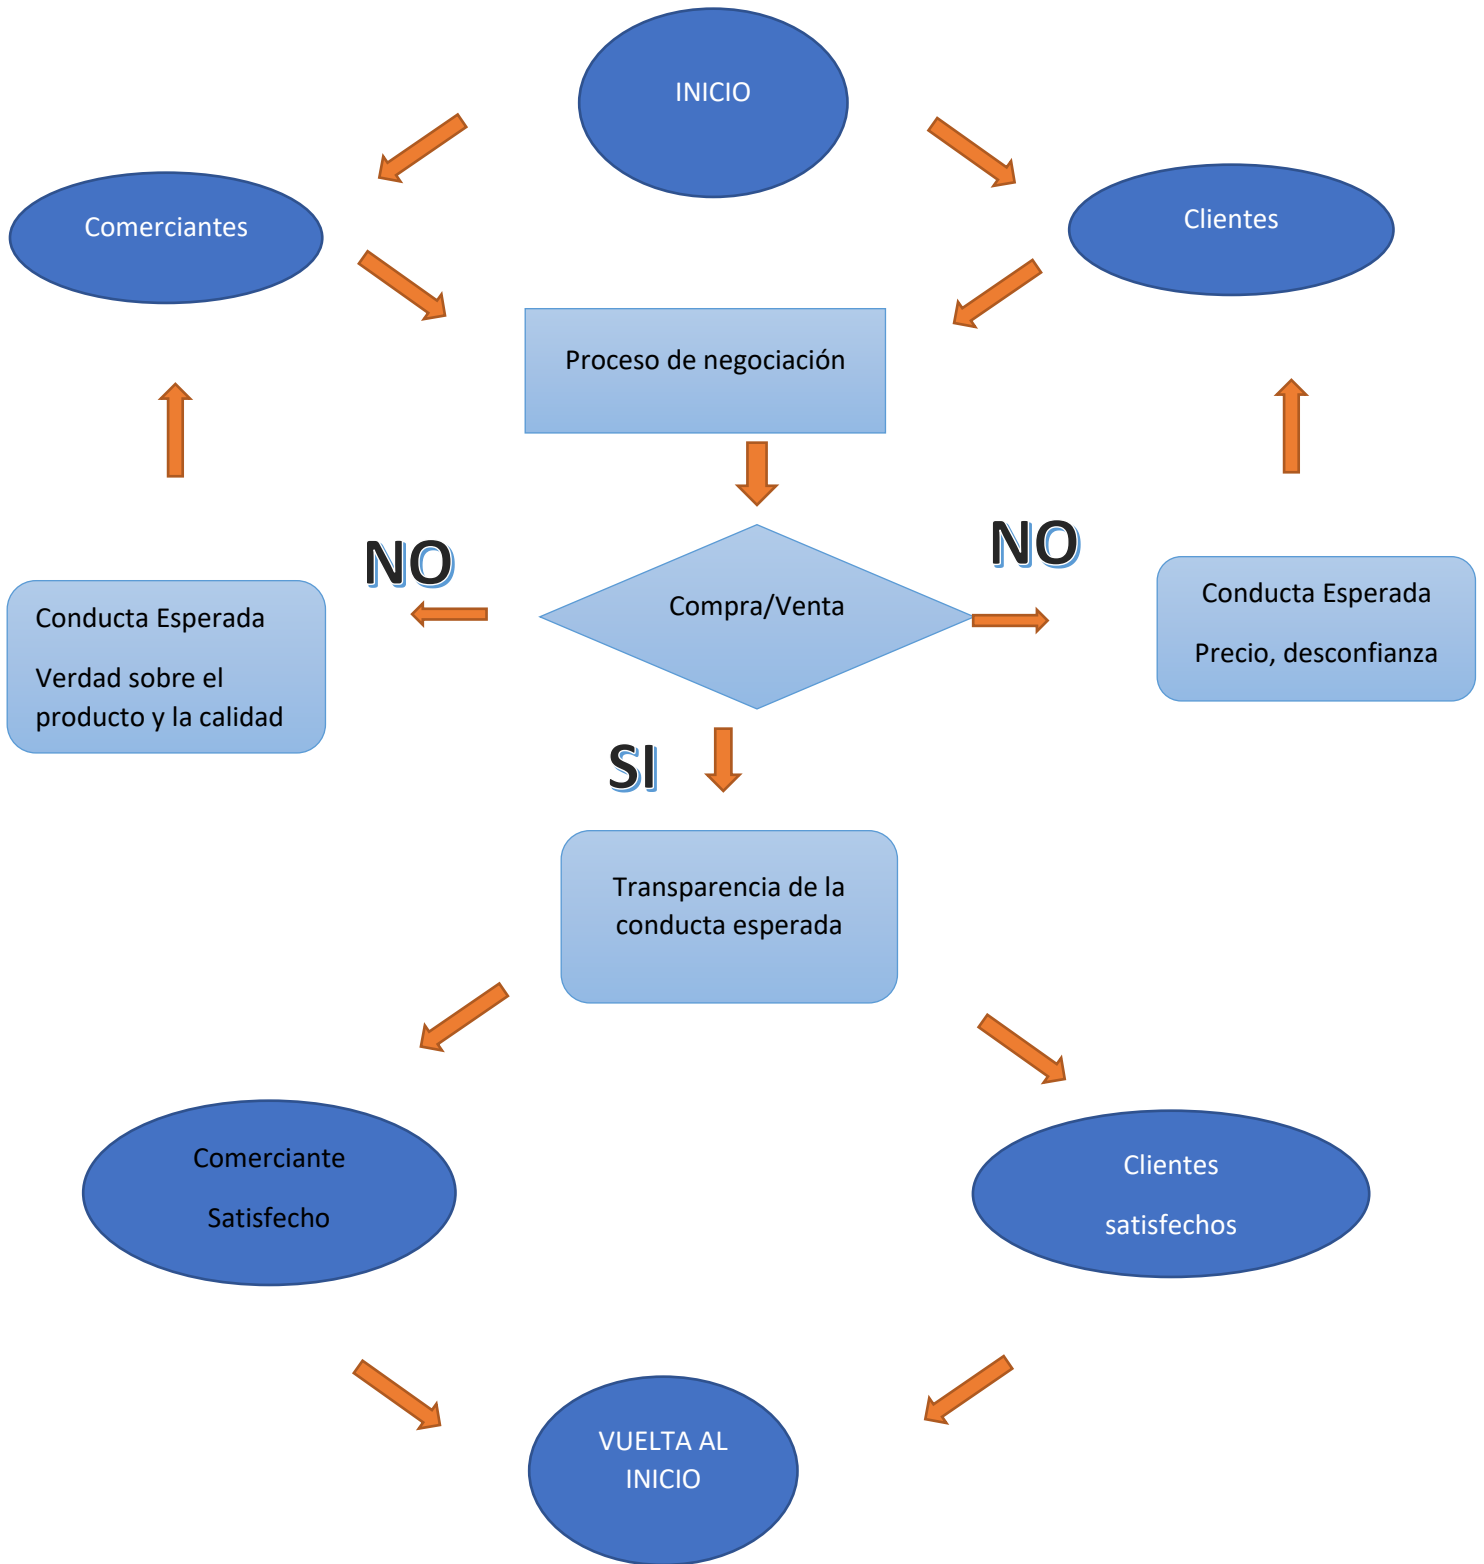 INICIO
Comerciantes
Clientes
Proceso de negociación
NO
NO
Compra/Venta
Conducta Esperada
Verdad sobre el
producto y la calidad
Conducta Esperada
Precio, desconfianza
SI
Transparencia de la
conducta esperada
Comerciante
Satisfecho
Clientes
satisfechos
VUELTA AL
INICIO